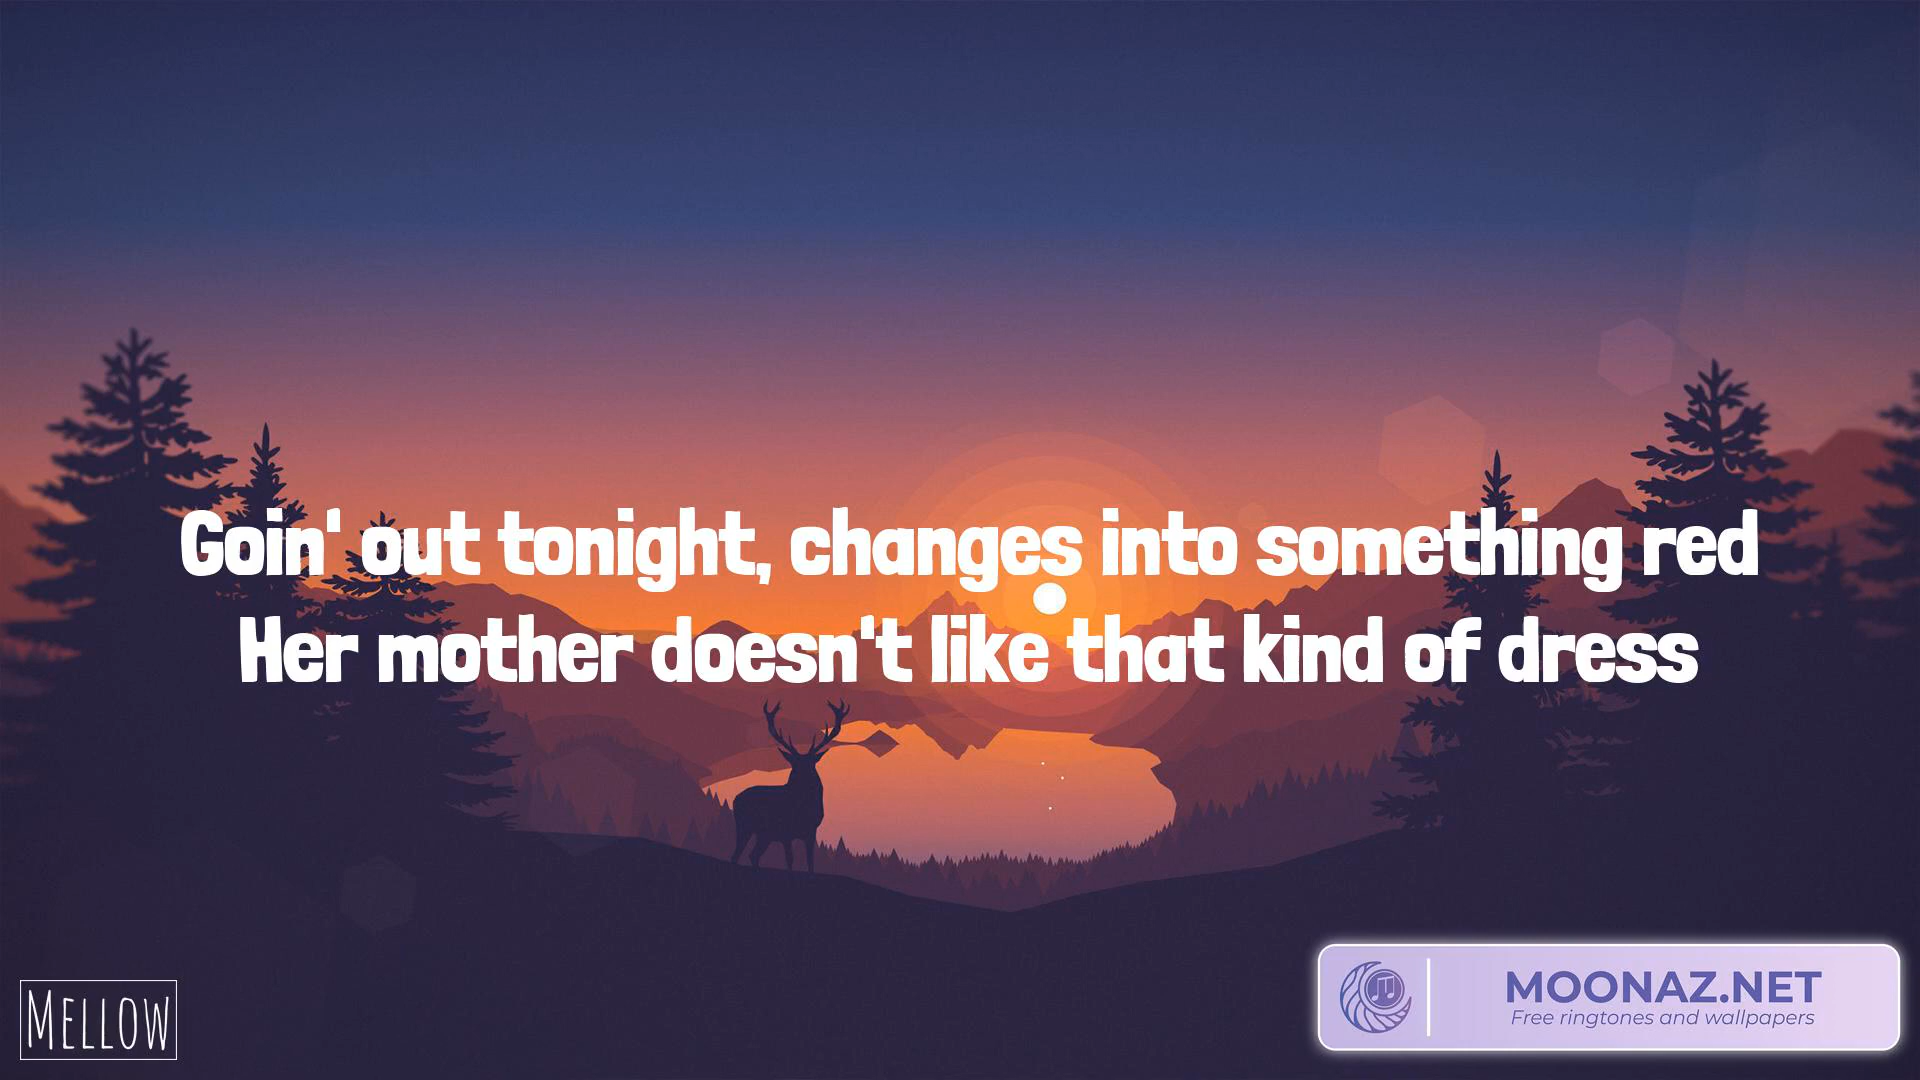 Goin' out tonight, changes into something red
Her mother doesn't like that kind of dress
MELLOW
MOONAZ.NET
Free ringtones and wallpapers